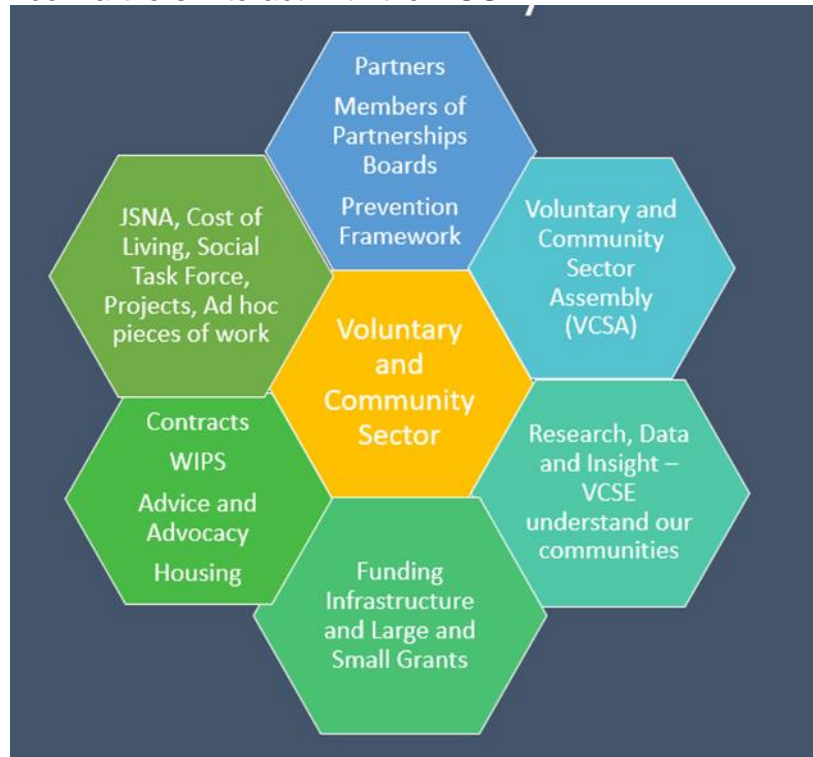 Partners
Members of
Partnerships
Boards
Prevention
Framework
Voluntary and
Community
Sector
Assembly
(VCSA)
Research, Data
and Insight –
VCSE
understand our
communities
Funding
Infrastructure
and Large and
Small Grants
Contracts
WIPS
Advice and
Advocacy
Housing
JSNA, Cost of
Living, Social
Task Force,
Projects, Ad hoc
pieces of work
Voluntary
and
Community
Sector